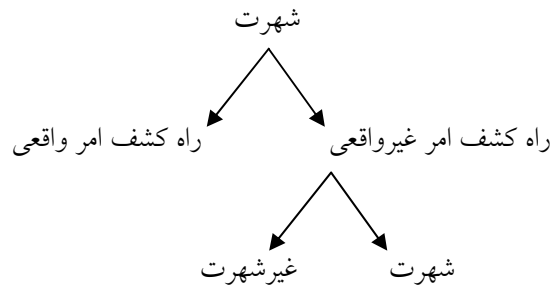 شهرت
راه کشف امر غیرواقعی راه کشف امر واقعی
شهرت غیرشهرت